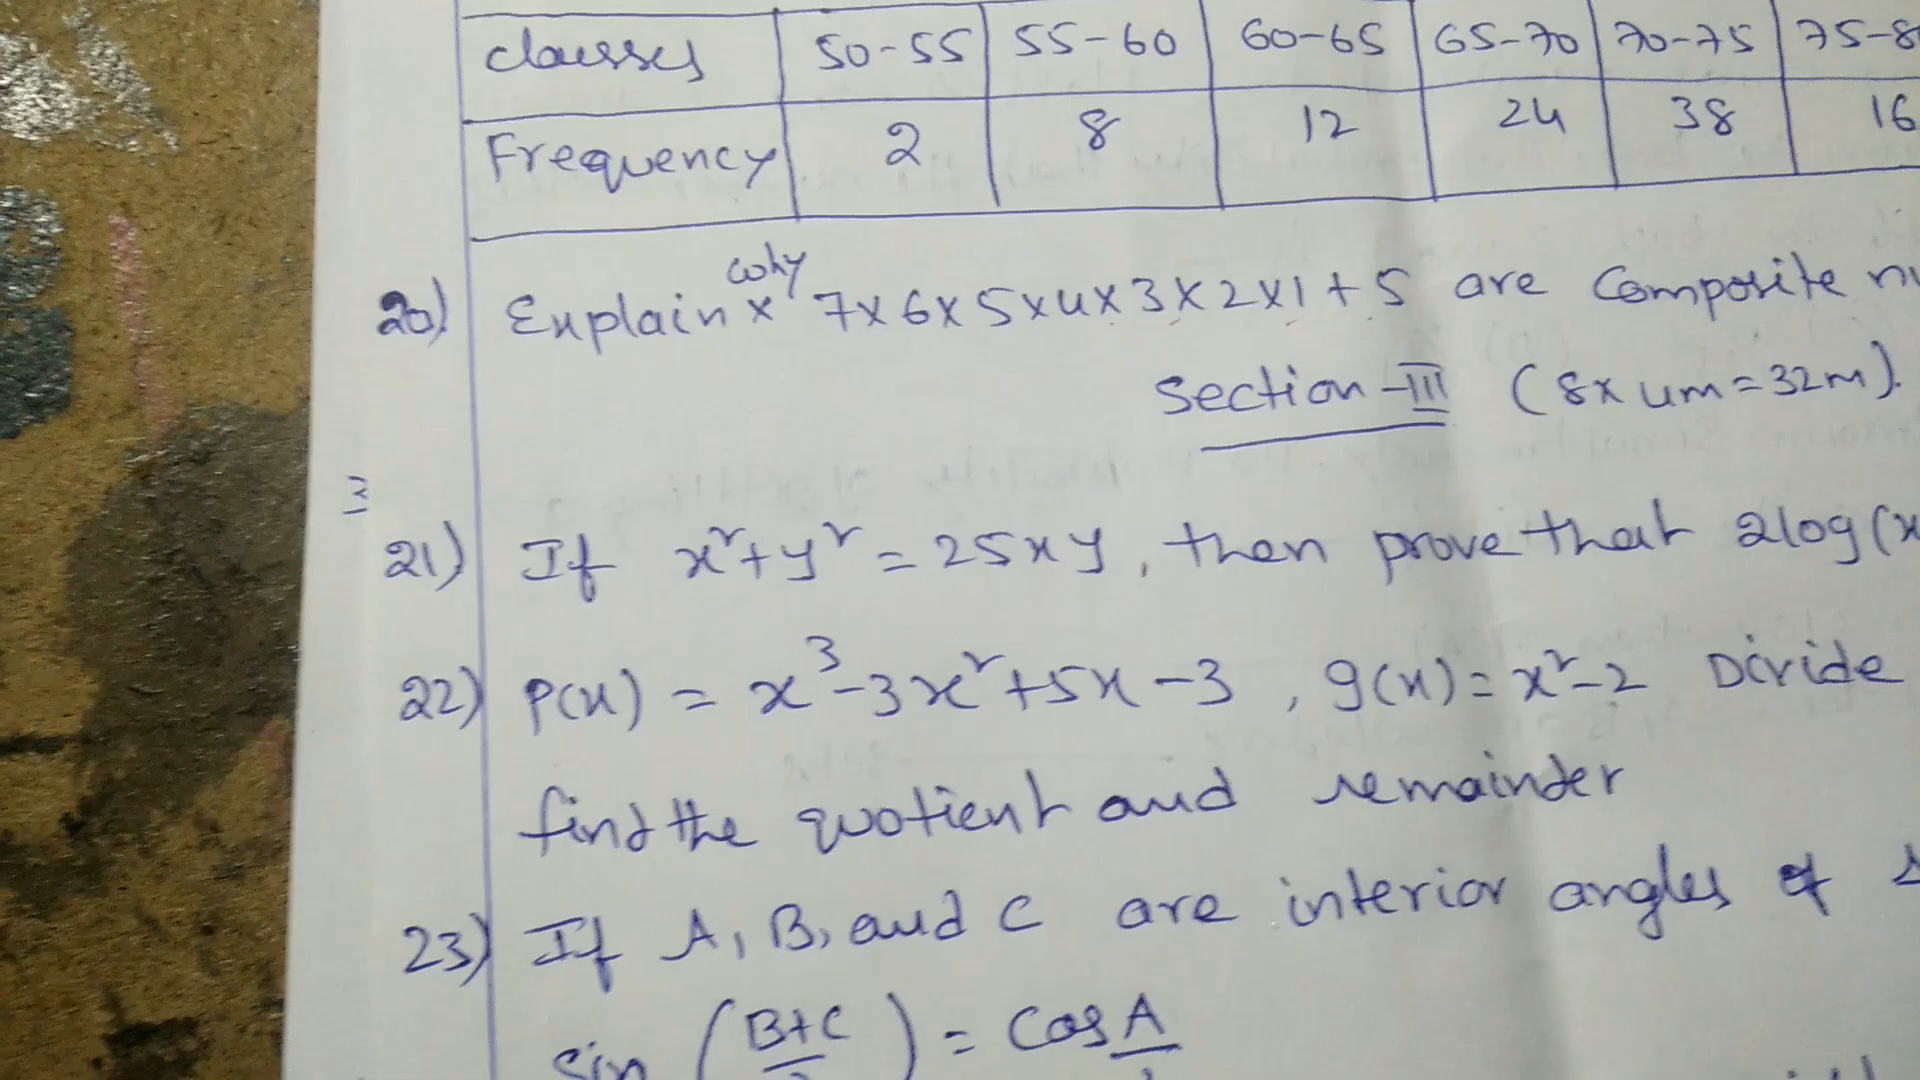 classes 50-55 55-60 60-65 65-70 70-75 75-8
Frequency 2 8 12 24 38 16
why
20) Explain x 7x6x5x4x3x2x1+5 are Composite
Section-III (8x4m=32m).
21) If x²+y² = 25xy, then prove that 2log(x
22) P(x) = x³-3x²+5x-3, g(x)=x²-2 Divide
find the quotient and remainder
23) If A, B, and C are interior angles of
sin (B+C/2) = Cos A/